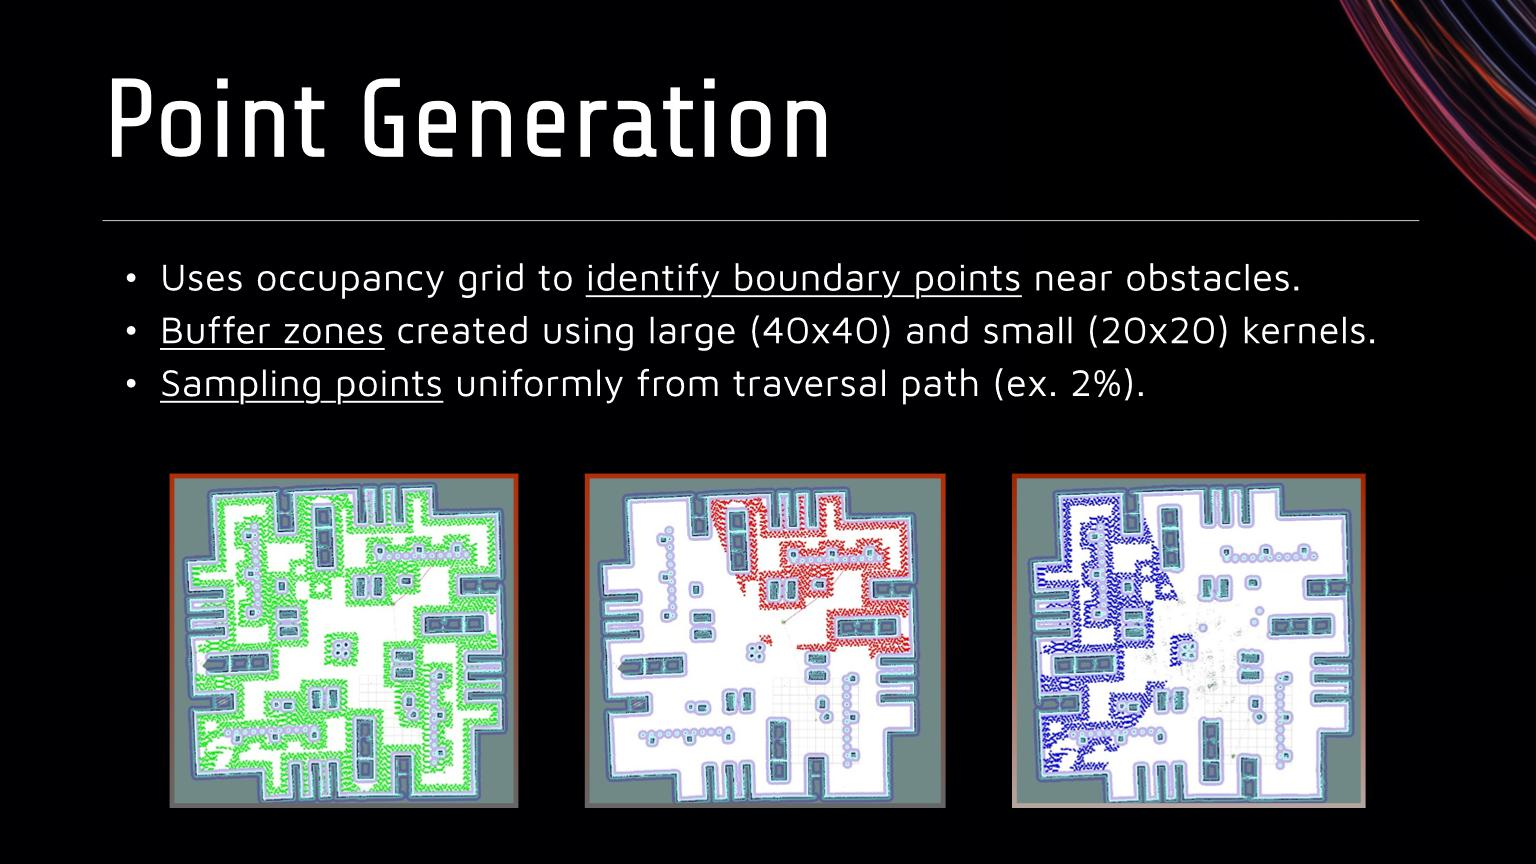 Point Generation
• Uses occupancy grid to identify boundary points near obstacles.
• Buffer zones created using large (40x40) and small (20x20) kernels.
• Sampling points uniformly from traversal path (ex. 2%).